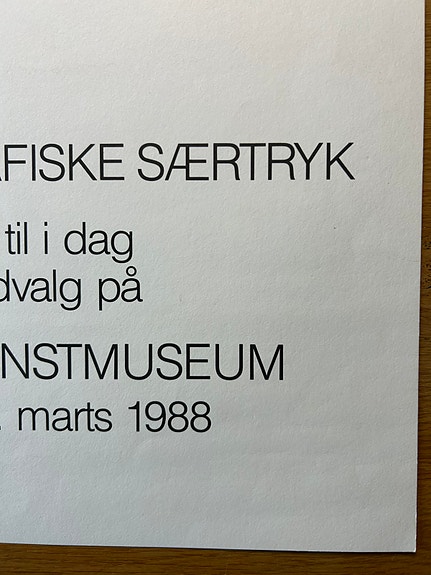 AFISKE SÆRTRYK
til i dag
dvalg på
NSTMUSEUM
. marts 1988